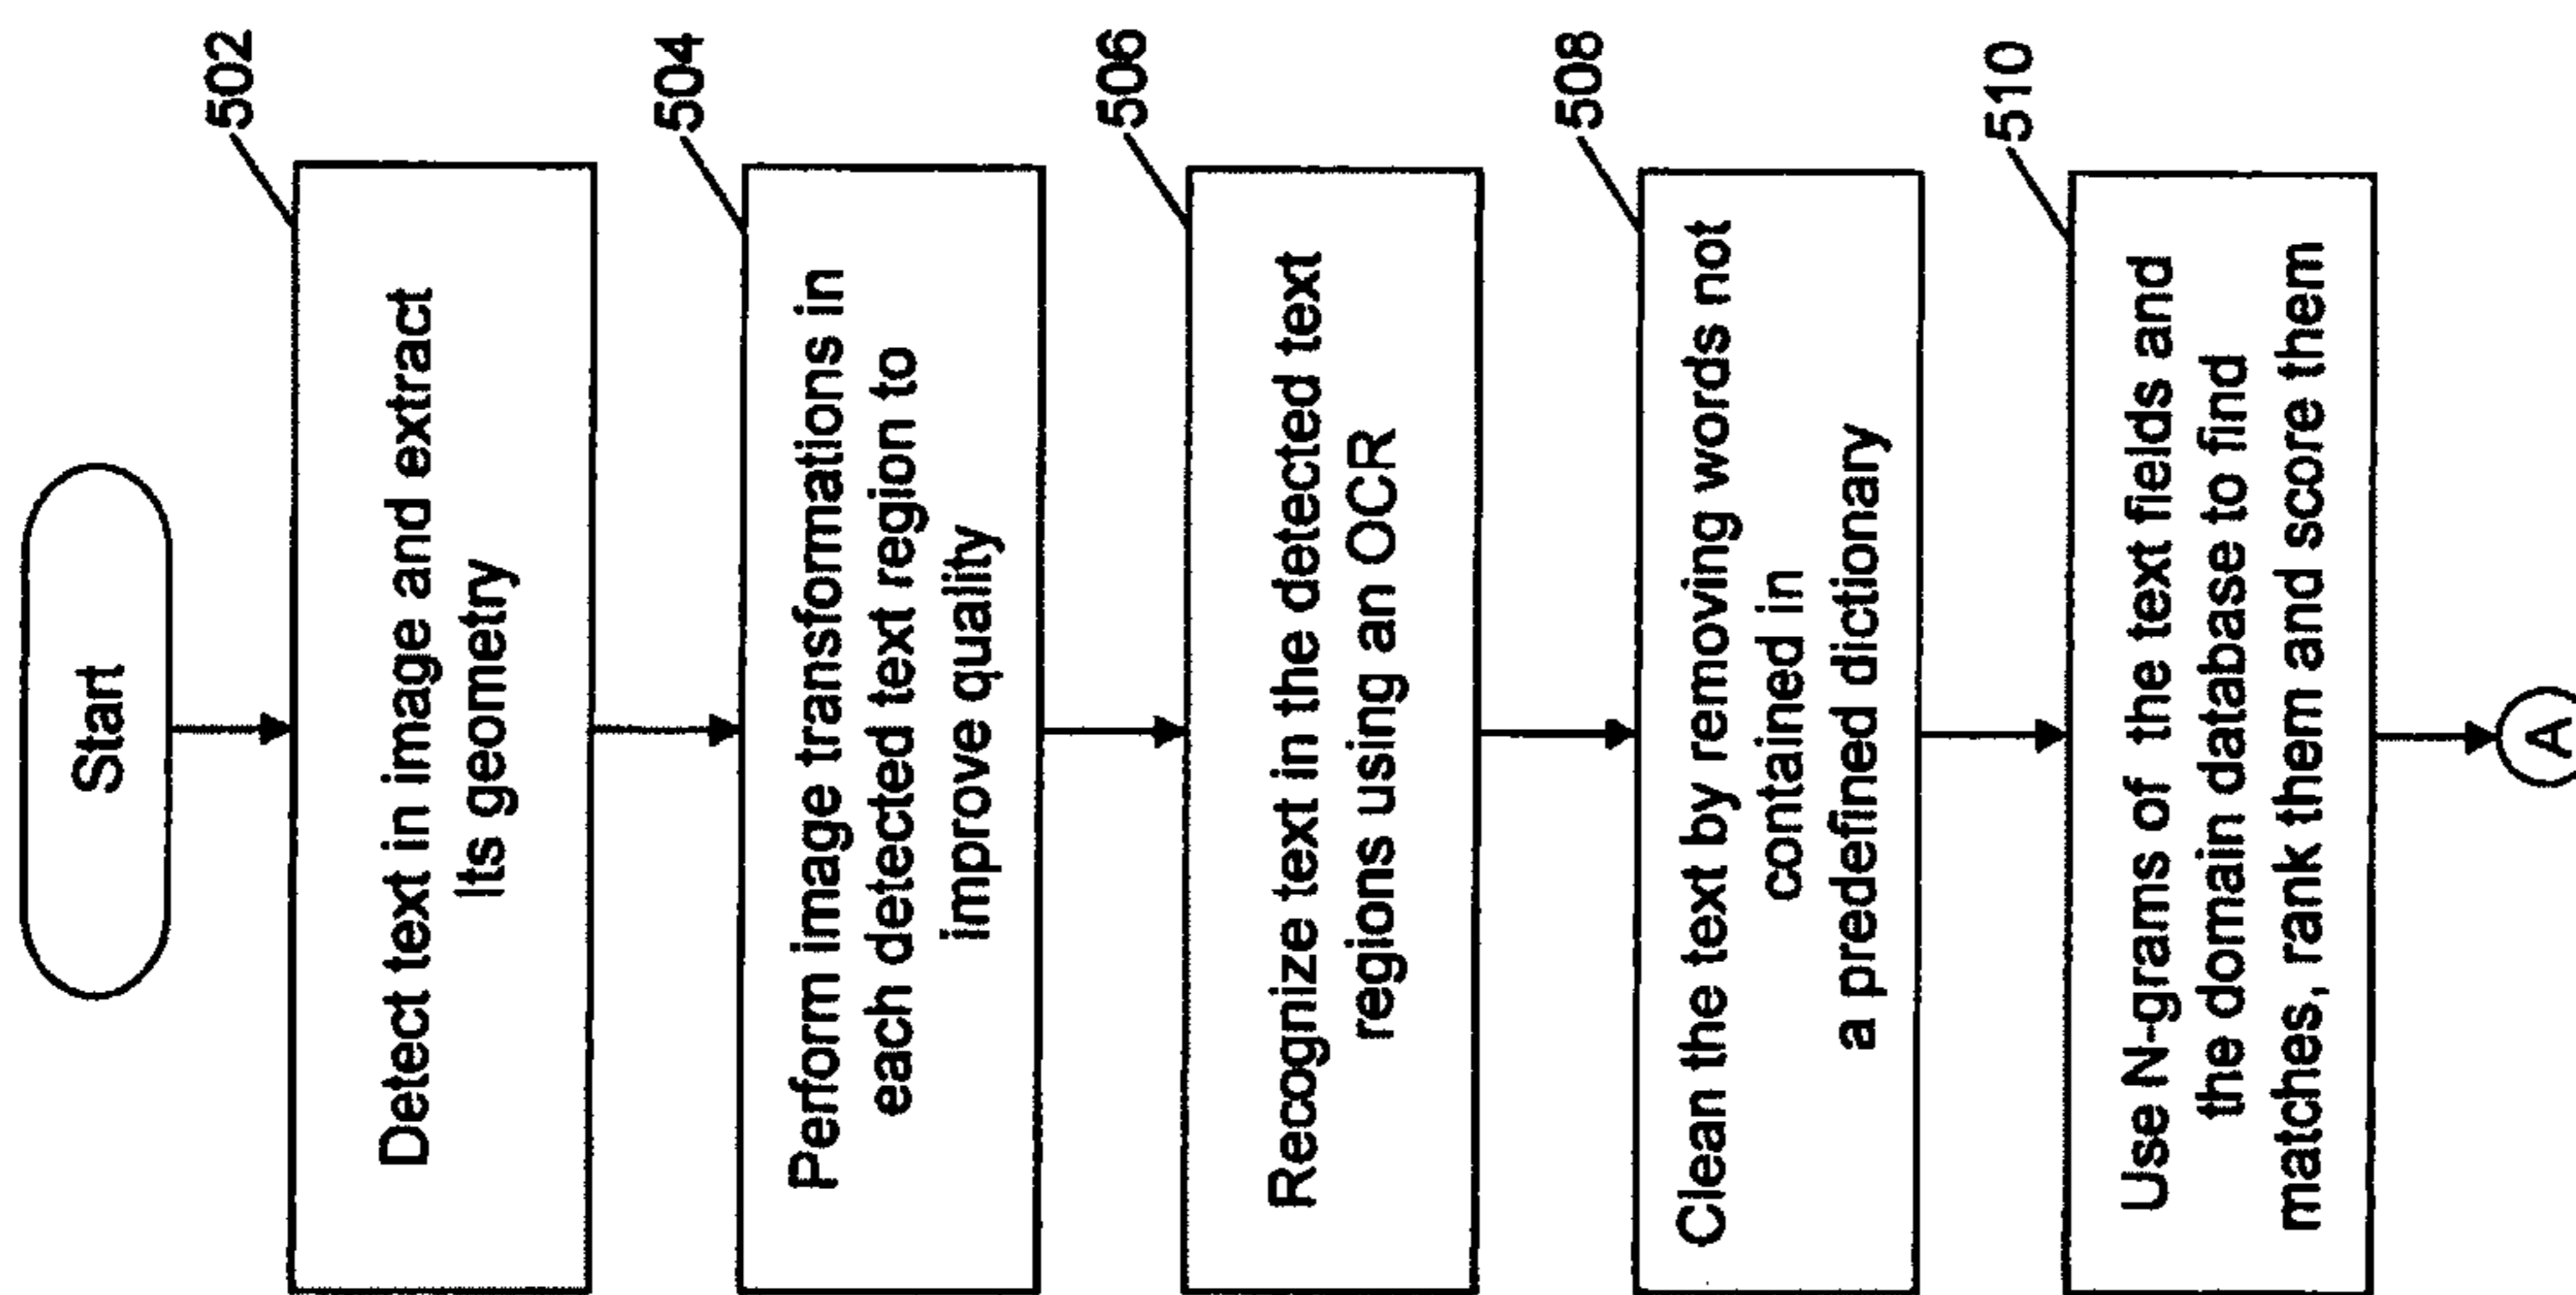 Start
502
Detect text in image and extract
Its geometry
504
Perform image transformations in
each detected text region to
improve quality
506
Recognize text in the detected text
regions using an OCR
508
Clean the text by removing words not
contained in
a predefined dictionary
510
Use N-grams of the text fields and
the domain database to find
matches, rank them and score them
A